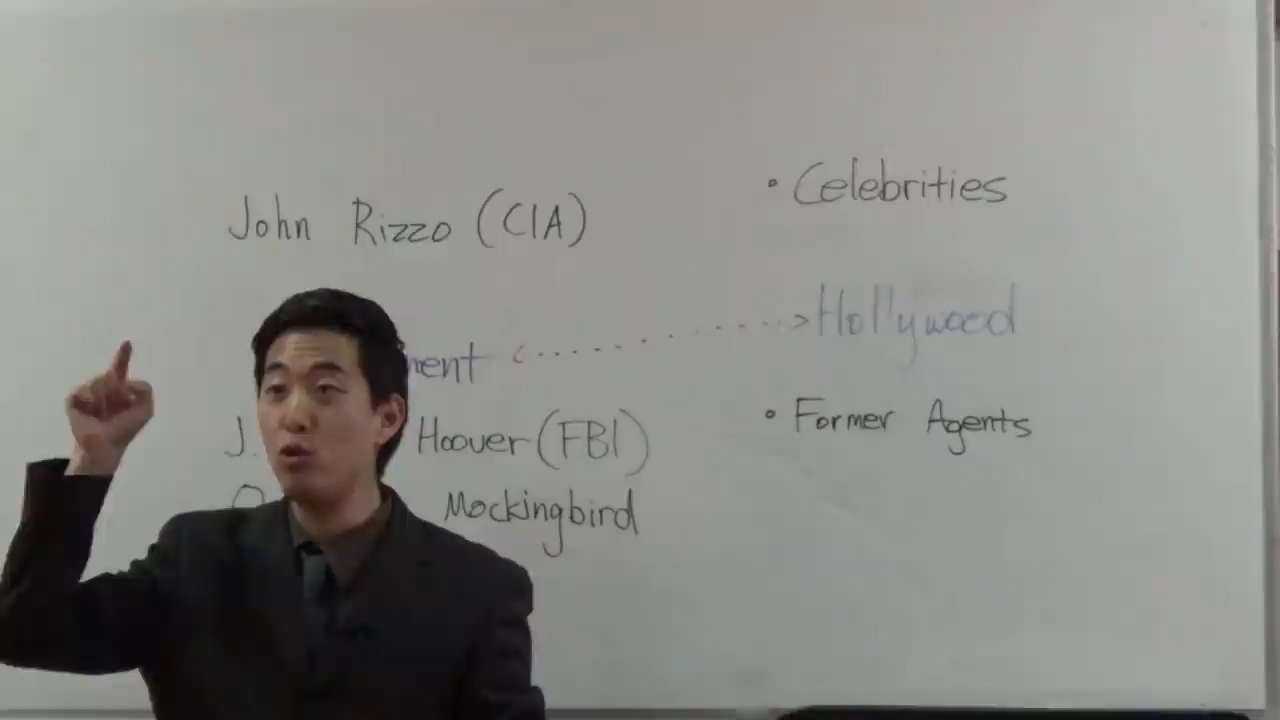 • Celebrities
John Rizzo (CIA)
ment <·········> Hollywood
J. Hoover (FBI)
• Former Agents
O Mockingbird